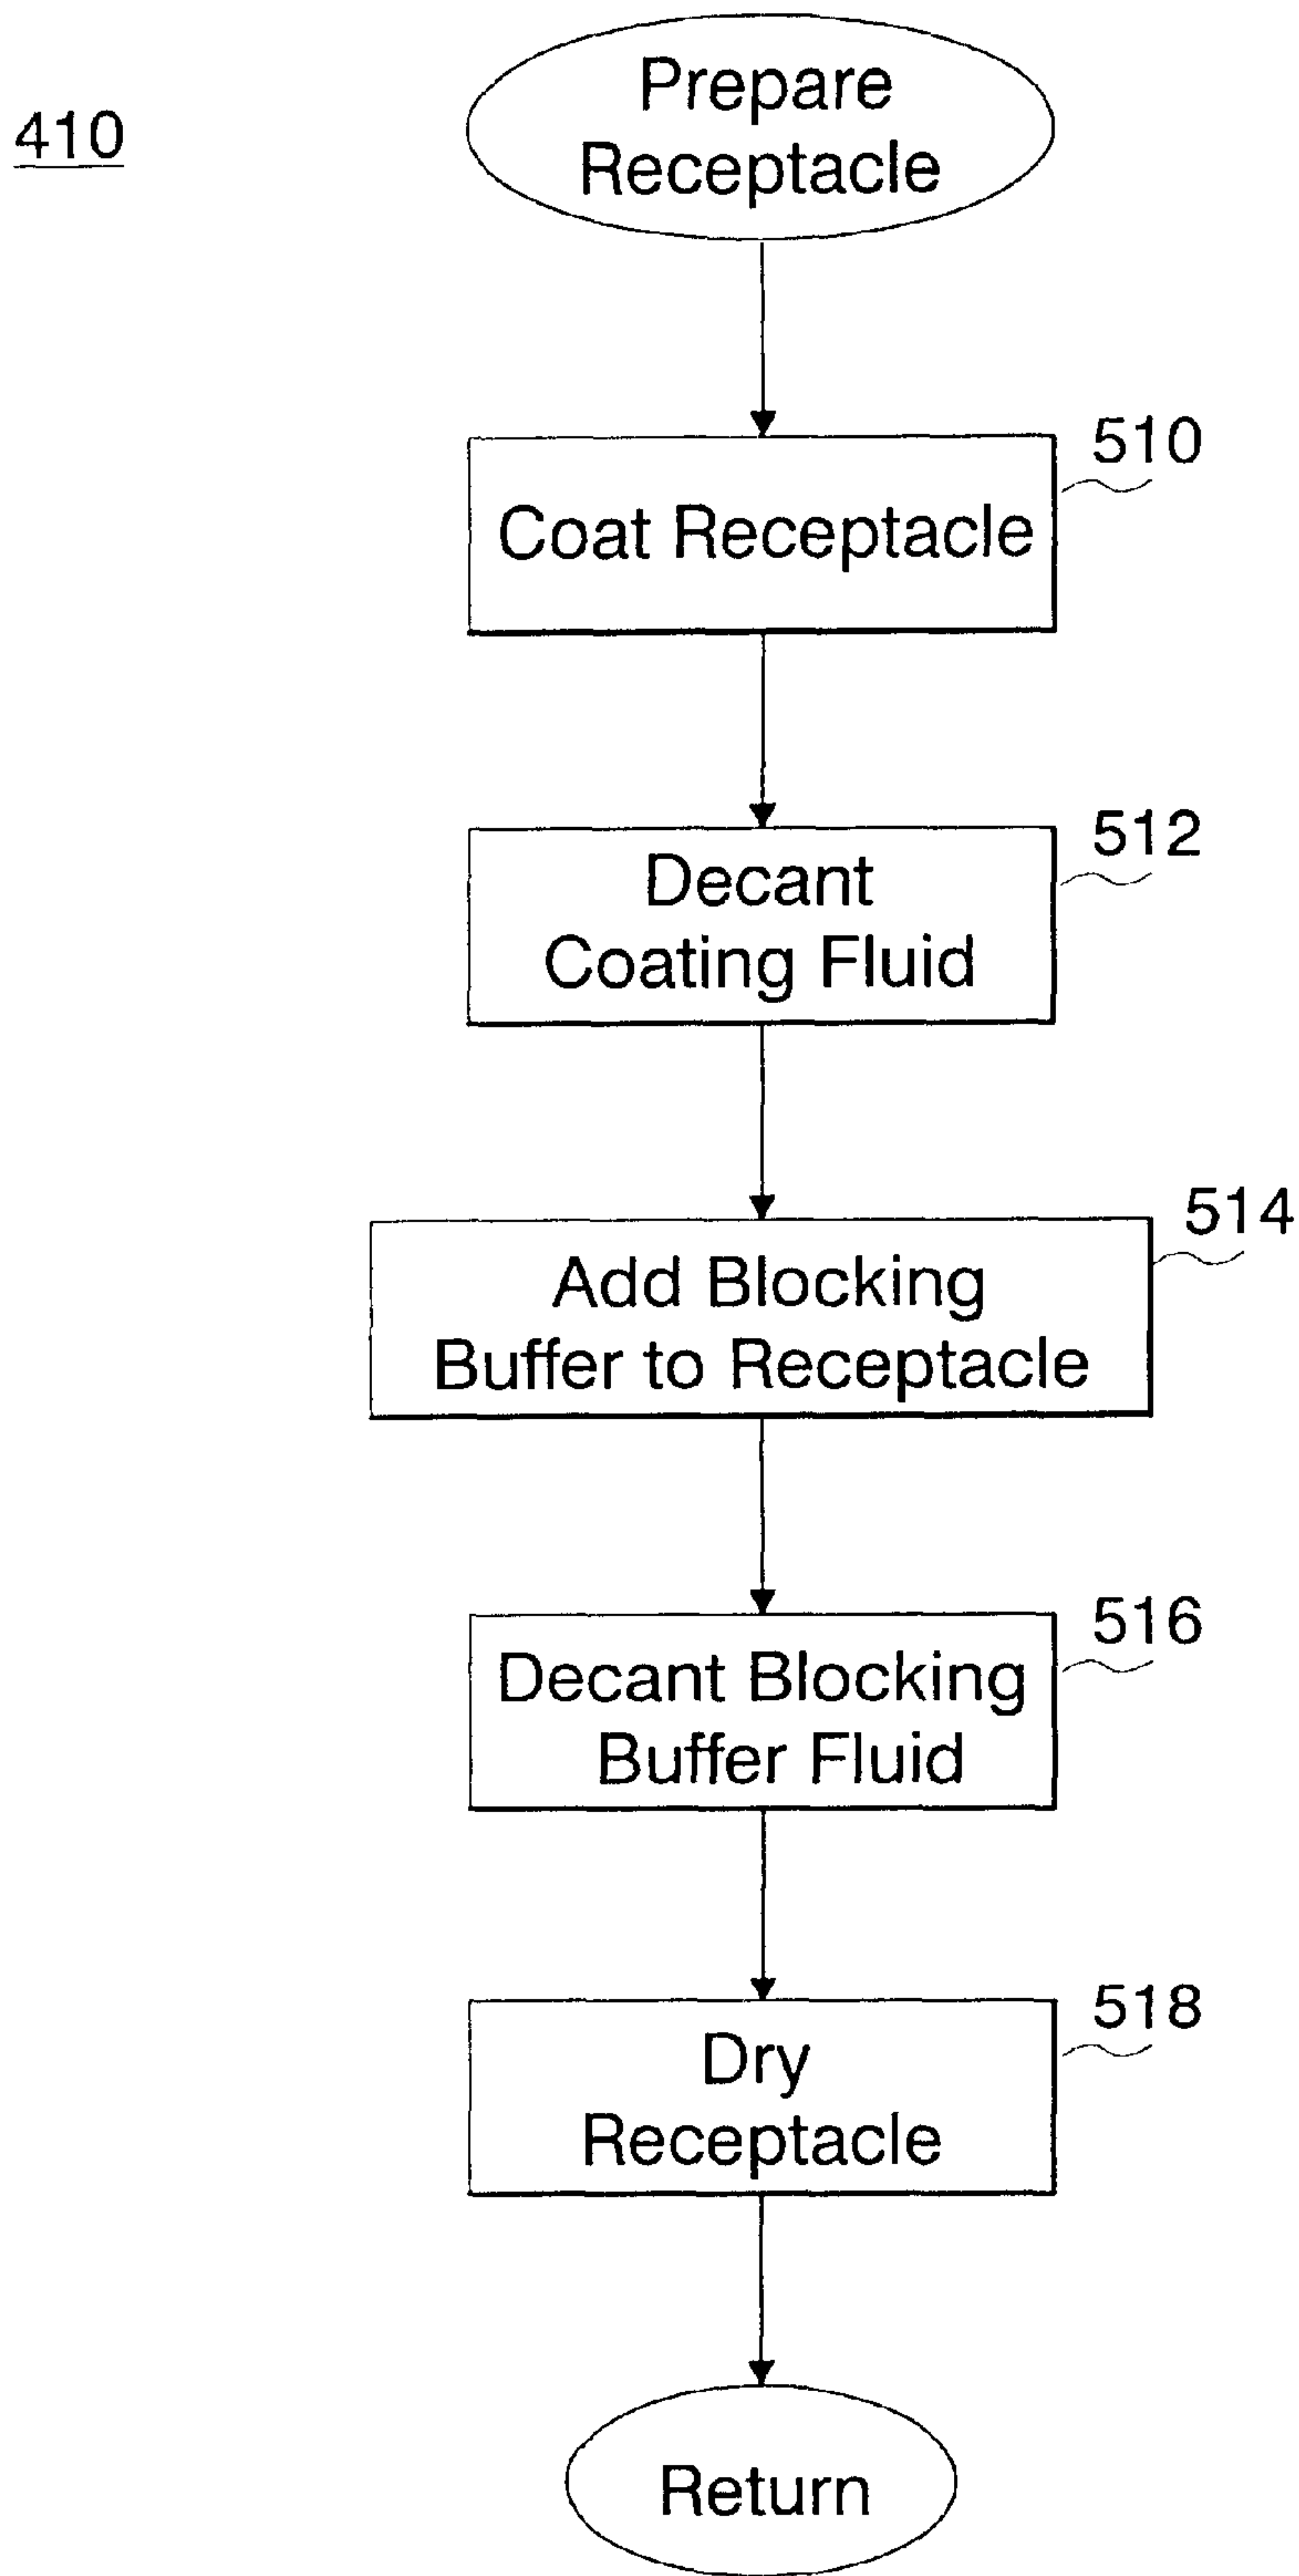 410
Prepare
Receptacle
510
Coat Receptacle
512
Decant
Coating Fluid
514
Add Blocking
Buffer to Receptacle
516
Decant Blocking
Buffer Fluid
518
Dry
Receptacle
Return